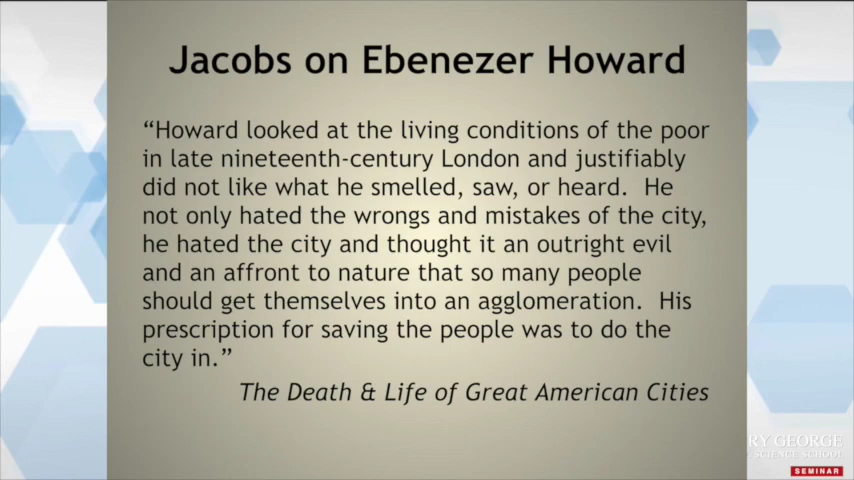 Jacobs on Ebenezer Howard
“Howard looked at the living conditions of the poor
in late nineteenth-century London and justifiably
did not like what he smelled, saw, or heard.  He
not only hated the wrongs and mistakes of the city,
he hated the city and thought it an outright evil
and an affront to nature that so many people
should get themselves into an agglomeration.  His
prescription for saving the people was to do the
city in.”
The Death & Life of Great American Cities
RY GEORGE
SCIENCE SCHOOL
SEMINAR